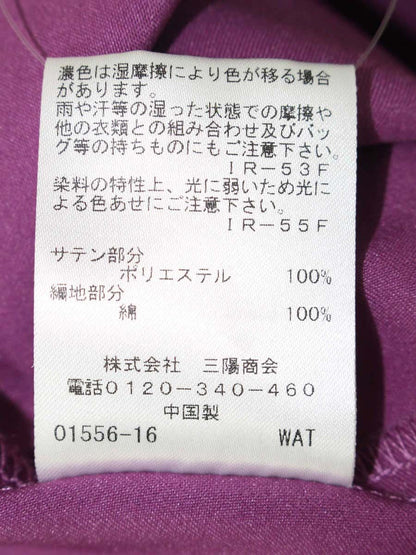 濃色は湿摩擦により色が移る場合
があります。
雨や汗等の湿った状態での摩擦や
他の衣類との組み合わせ及びバッ
グ等の持ちものにもご注意下さい。
ＩＲ－５３Ｆ
染料の特性上、光に弱いため光に
よる色あせにご注意下さい。
ＩＲ－５５Ｆ
サテン部分
ポリエステル 100%
編地部分
綿 100%
株式会社 三陽商会
電話０１２０－３４０－４６０
中国製
01556-16 WAT